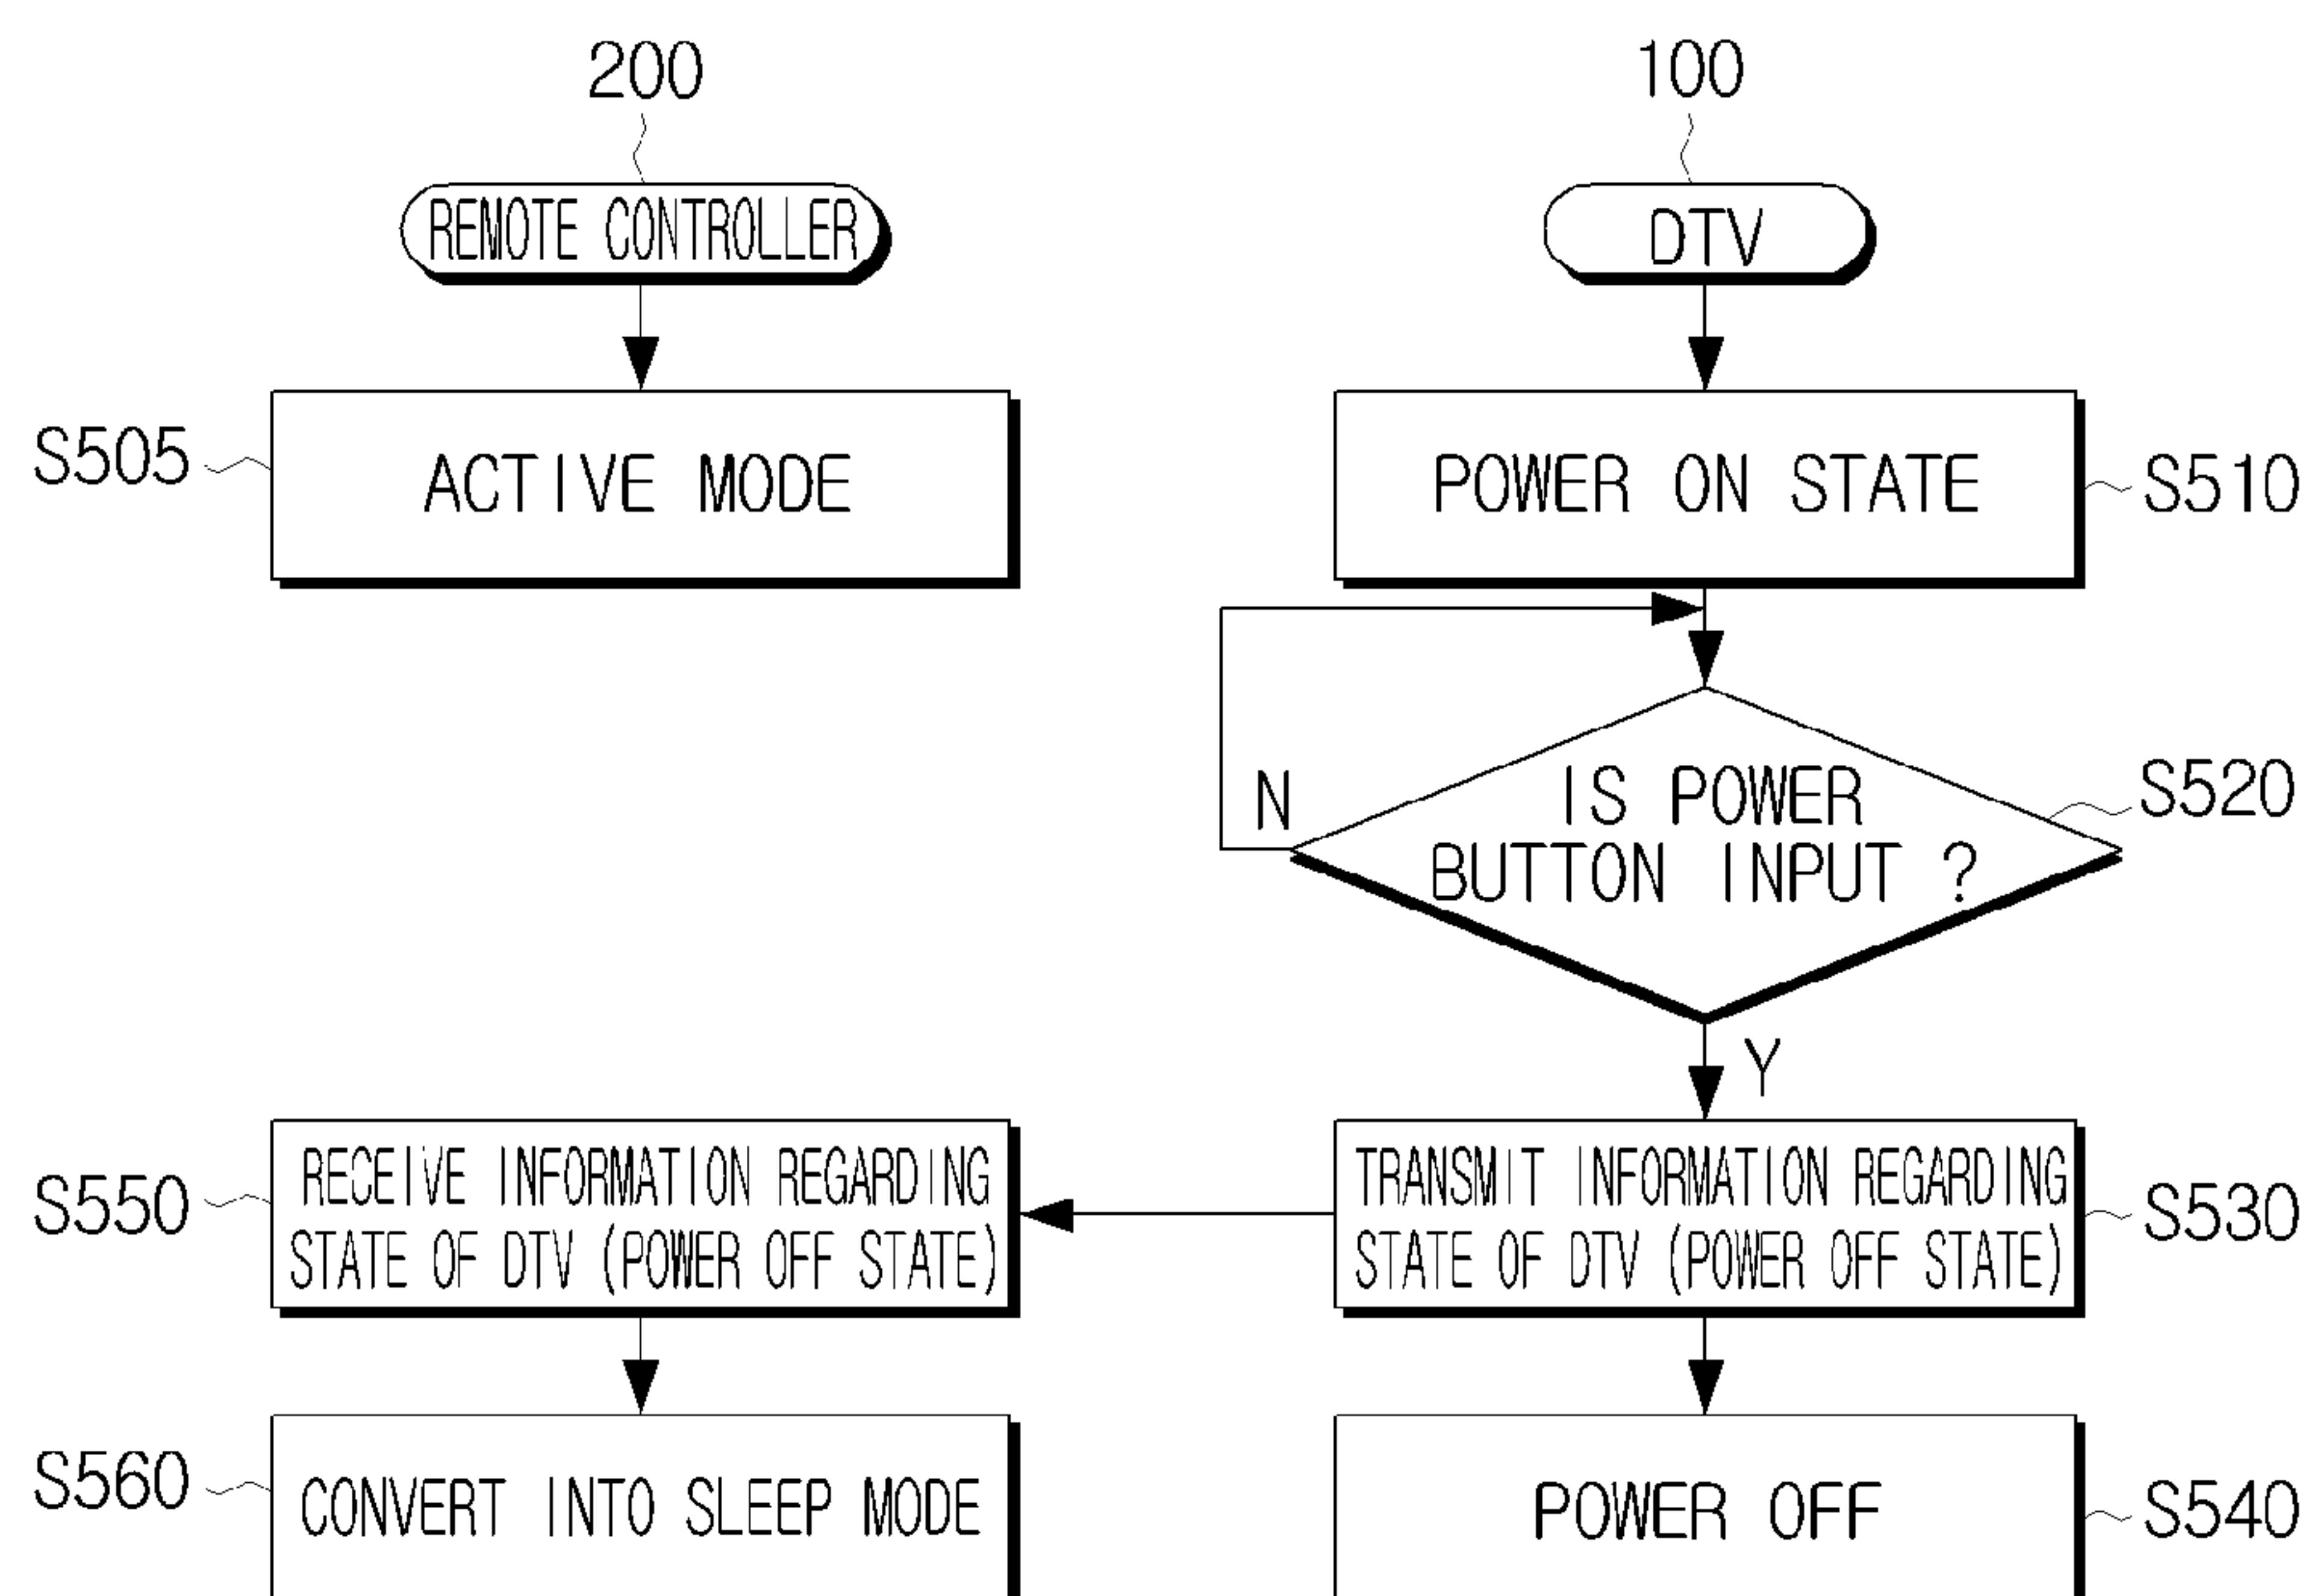 200
100
REMOTE CONTROLLER
DTV
S505
ACTIVE MODE
POWER ON STATE
S510
N
IS POWER
BUTTON INPUT ?
S520
Y
S550
RECEIVE INFORMATION REGARDING
STATE OF DTV (POWER OFF STATE)
TRANSMIT INFORMATION REGARDING
STATE OF DTV (POWER OFF STATE)
S530
S560
CONVERT INTO SLEEP MODE
POWER OFF
S540